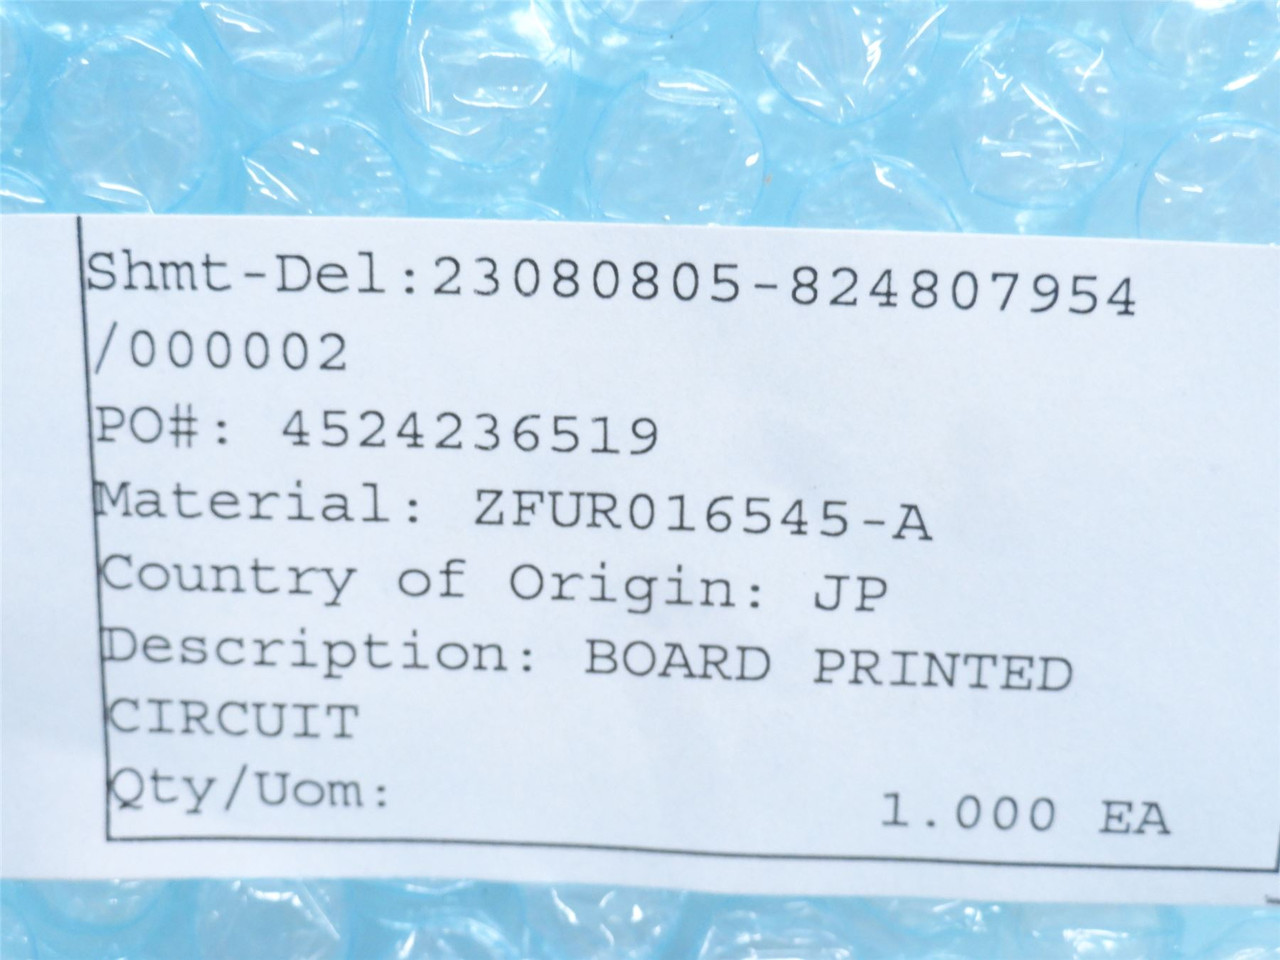 Shmt-Del:23080805-824807954
/000002
PO#: 4524236519
Material: ZFUR016545-A
Country of Origin: JP
Description: BOARD PRINTED
CIRCUIT
Qty/Uom: 1.000 EA